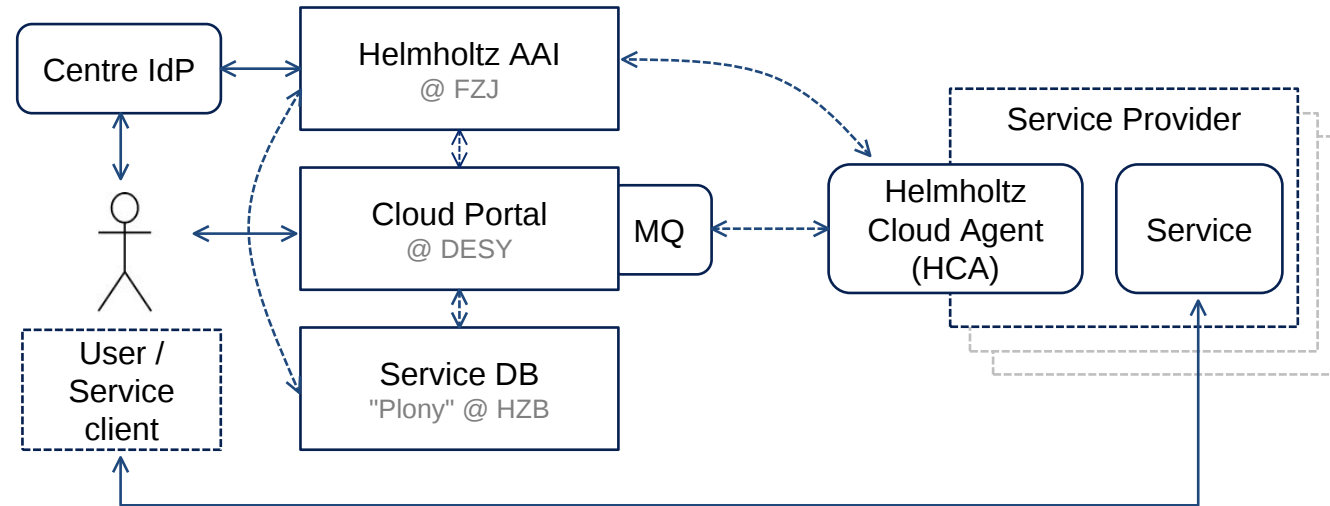 Centre IdP
Helmholtz AAI
@ FZJ
Service Provider
Cloud Portal
@ DESY
MQ
Helmholtz
Cloud Agent
(HCA)
Service
Service DB
"Plony" @ HZB
User /
Service
client